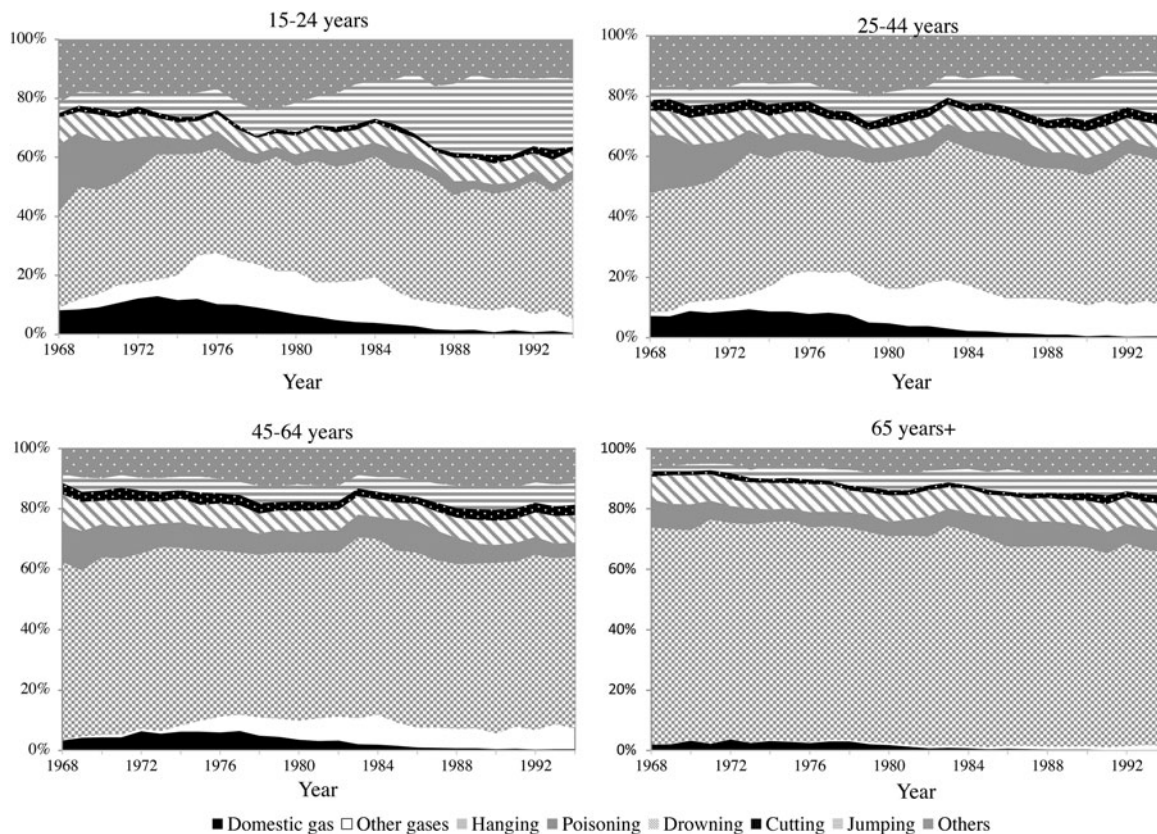 15-24 years
100%
80%
60%
40%
20%
0%
1968 1972 1976 1980 1984 1988 1992
Year
25-44 years
100%
80%
60%
40%
20%
0%
1968 1972 1976 1980 1984 1988 1992
Year
45-64 years
100%
80%
60%
40%
20%
0%
1968 1972 1976 1980 1984 1988 1992
Year
65 years+
100%
80%
60%
40%
20%
0%
1968 1972 1976 1980 1984 1988 1992
Year
Domestic gas Other gases Hanging Poisoning Drowning Cutting Jumping Others